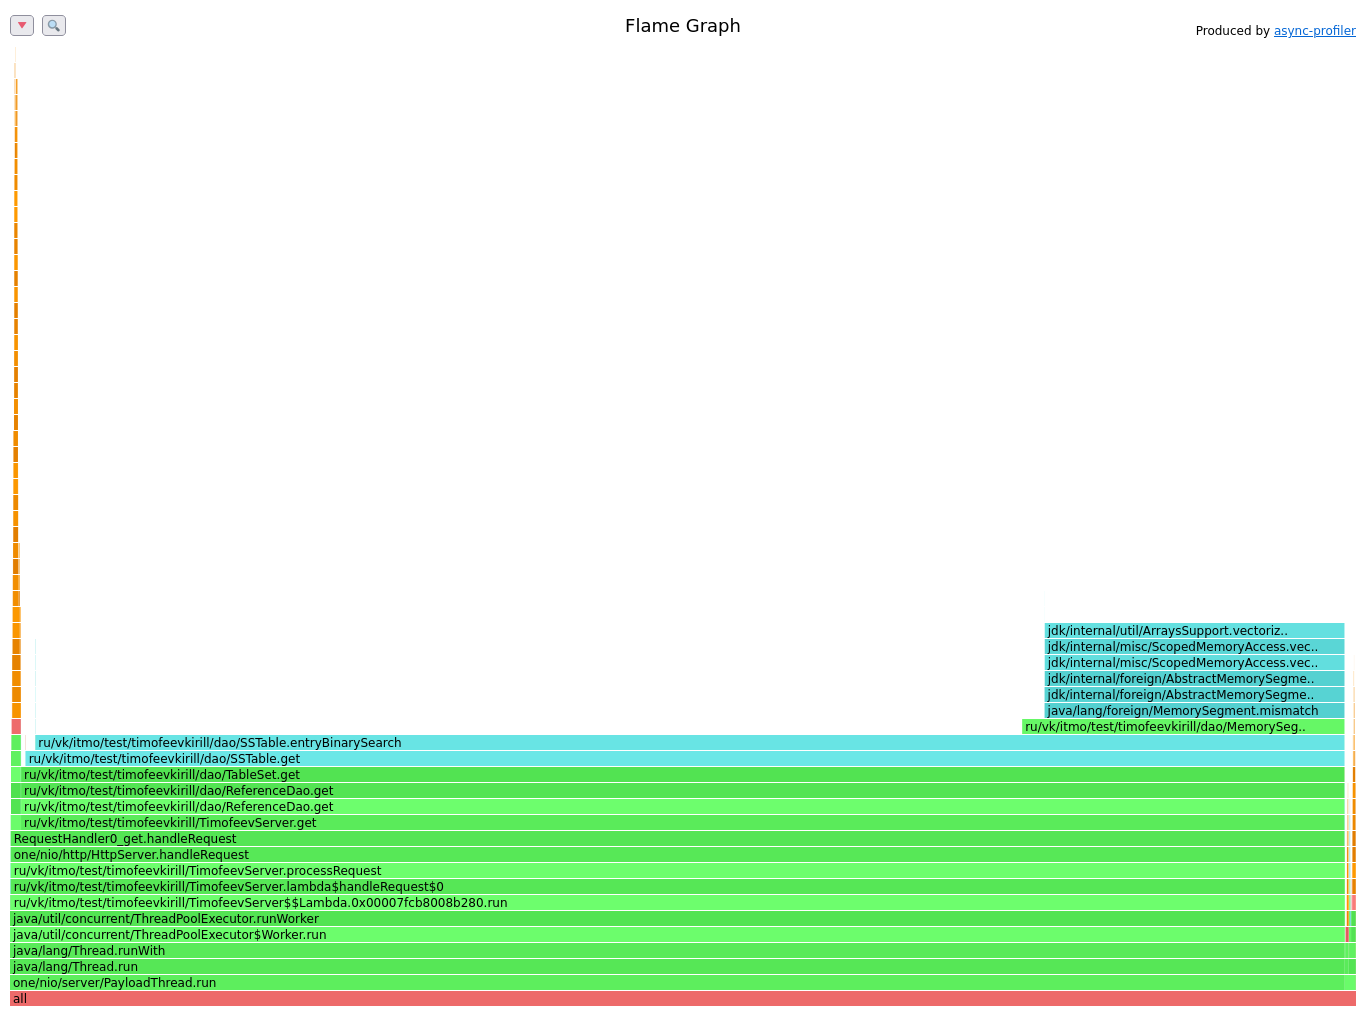 Flame Graph
Produced by async-profiler
jdk/internal/util/ArraysSupport.vectoriz..
jdk/internal/misc/ScopedMemoryAccess.vec..
jdk/internal/misc/ScopedMemoryAccess.vec..
jdk/internal/foreign/AbstractMemorySegme..
jdk/internal/foreign/AbstractMemorySegme..
java/lang/foreign/MemorySegment.mismatch
ru/vk/itmo/test/timofeevkirill/dao/MemorySeg..
ru/vk/itmo/test/timofeevkirill/dao/SSTable.entryBinarySearch
ru/vk/itmo/test/timofeevkirill/dao/SSTable.get
ru/vk/itmo/test/timofeevkirill/dao/TableSet.get
ru/vk/itmo/test/timofeevkirill/dao/ReferenceDao.get
ru/vk/itmo/test/timofeevkirill/dao/ReferenceDao.get
ru/vk/itmo/test/timofeevkirill/TimofeevServer.get
RequestHandler0_get.handleRequest
one/nio/http/HttpServer.handleRequest
ru/vk/itmo/test/timofeevkirill/TimofeevServer.processRequest
ru/vk/itmo/test/timofeevkirill/TimofeevServer.lambda$handleRequest$0
ru/vk/itmo/test/timofeevkirill/TimofeevServer$$Lambda.0x00007fcb8008b280.run
java/util/concurrent/ThreadPoolExecutor.runWorker
java/util/concurrent/ThreadPoolExecutor$Worker.run
java/lang/Thread.runWith
java/lang/Thread.run
one/nio/server/PayloadThread.run
all